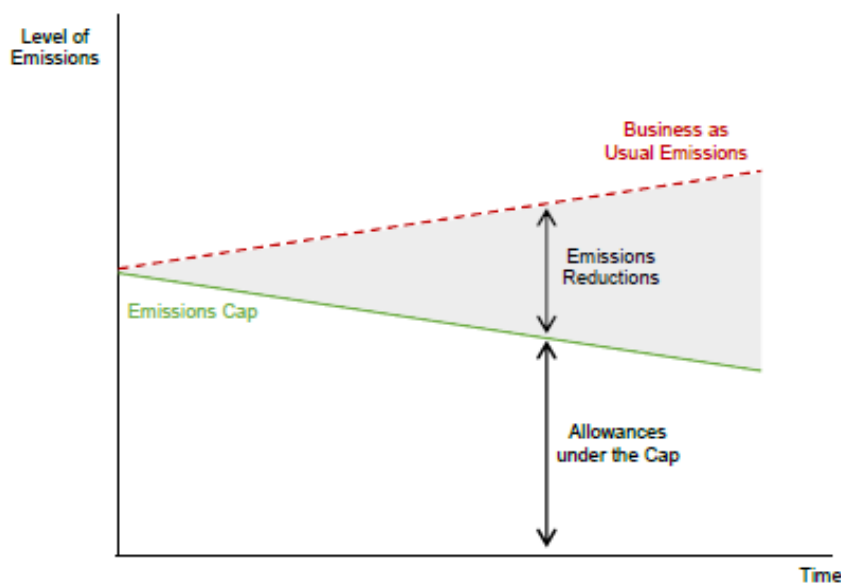 Level of
Emissions
Business as
Usual Emissions
Emissions
Reductions
Emissions Cap
Allowances
under the Cap
Time